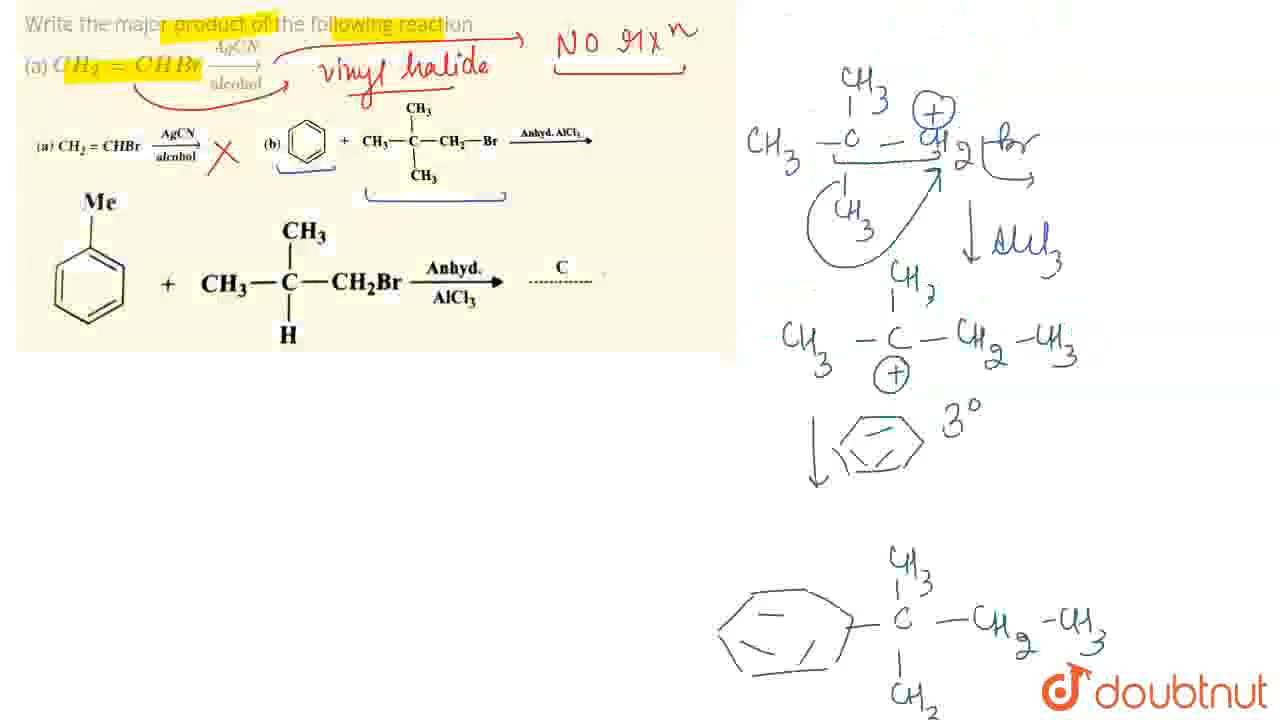 Write the major product of the following reaction
(a) CH₂ = CHBr AgCN alcohol
vinyl halide
No rxⁿ
(a) CH₂ = CHBr AgCN alcohol X
(b) + CH₃—C—CH₂—Br Anhyd. AlCl₃
CH₃
CH₃
Me
+ CH₃—C—CH₂Br Anhyd. AlCl₃ C
CH₃
H
CH₃
CH₃ — C — CH₂ Br
+
CH₃
AlCl₃
CH₃
CH₃ — C — CH₂ — CH₃
+
3°
CH₃
— C — CH₂ — CH₃
CH₃
doubtnut